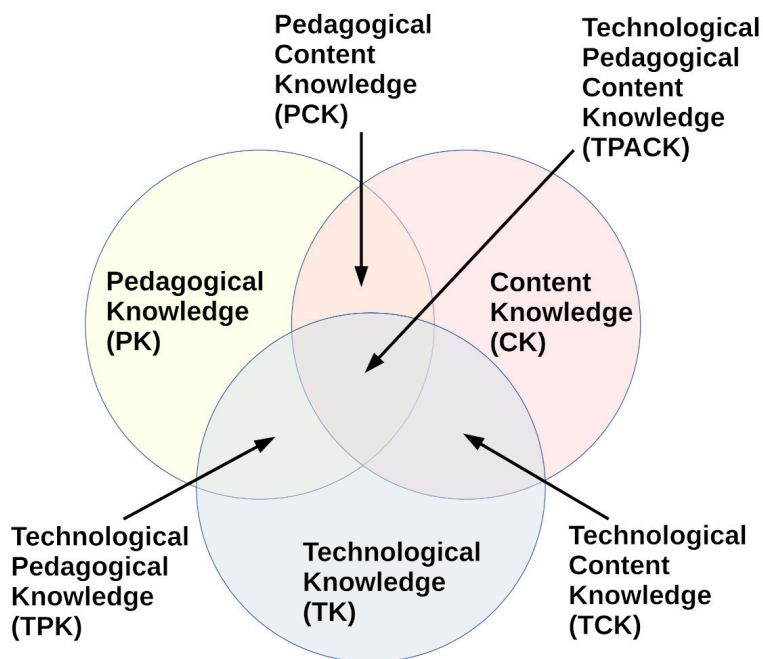 Pedagogical
Content
Knowledge
(PCK)
Technological
Pedagogical
Content
Knowledge
(TPACK)
Pedagogical
Knowledge
(PK)
Content
Knowledge
(CK)
Technological
Pedagogical
Knowledge
(TPK)
Technological
Knowledge
(TK)
Technological
Content
Knowledge
(TCK)